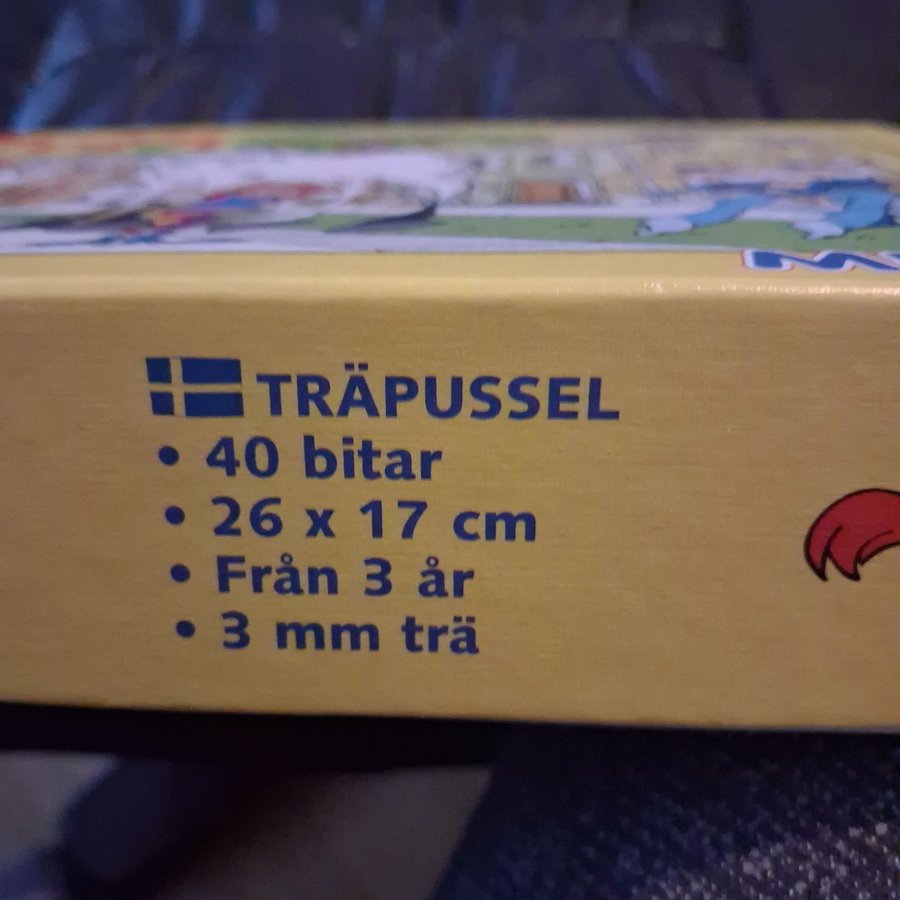 TRÄPUSSEL
• 40 bitar
• 26 x 17 cm
• Från 3 år
• 3 mm trä